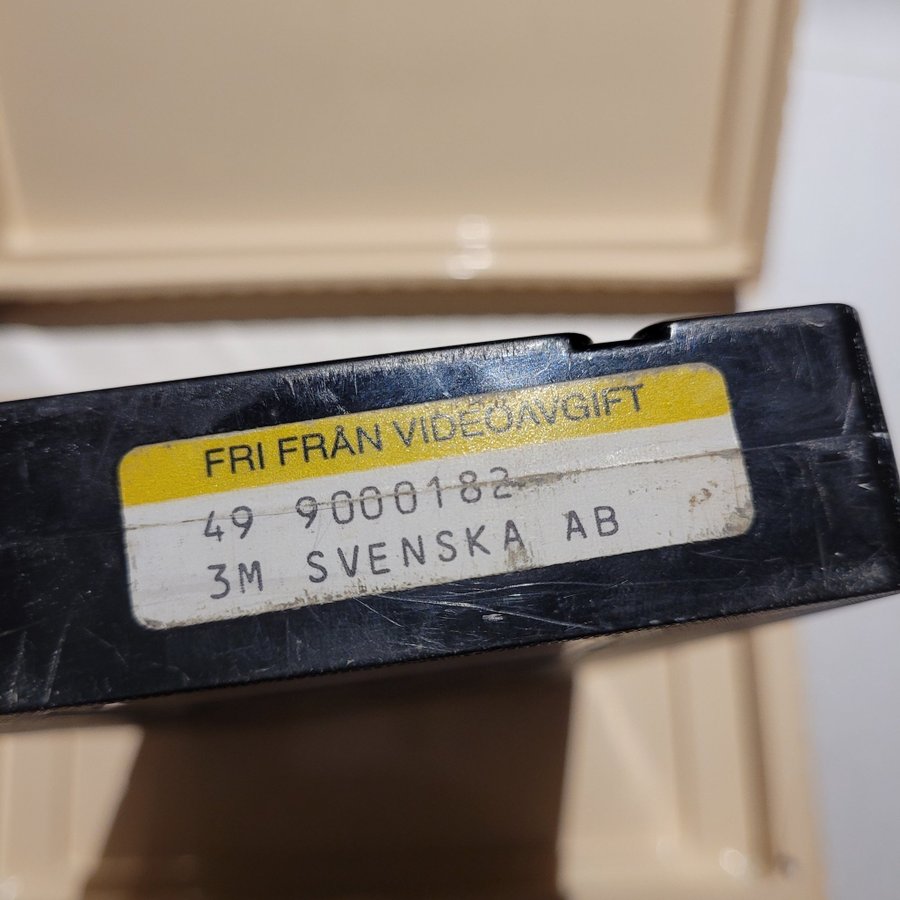 FRI FRÅN VIDEOAVGIFT
49 9000182
3M SVENSKA AB